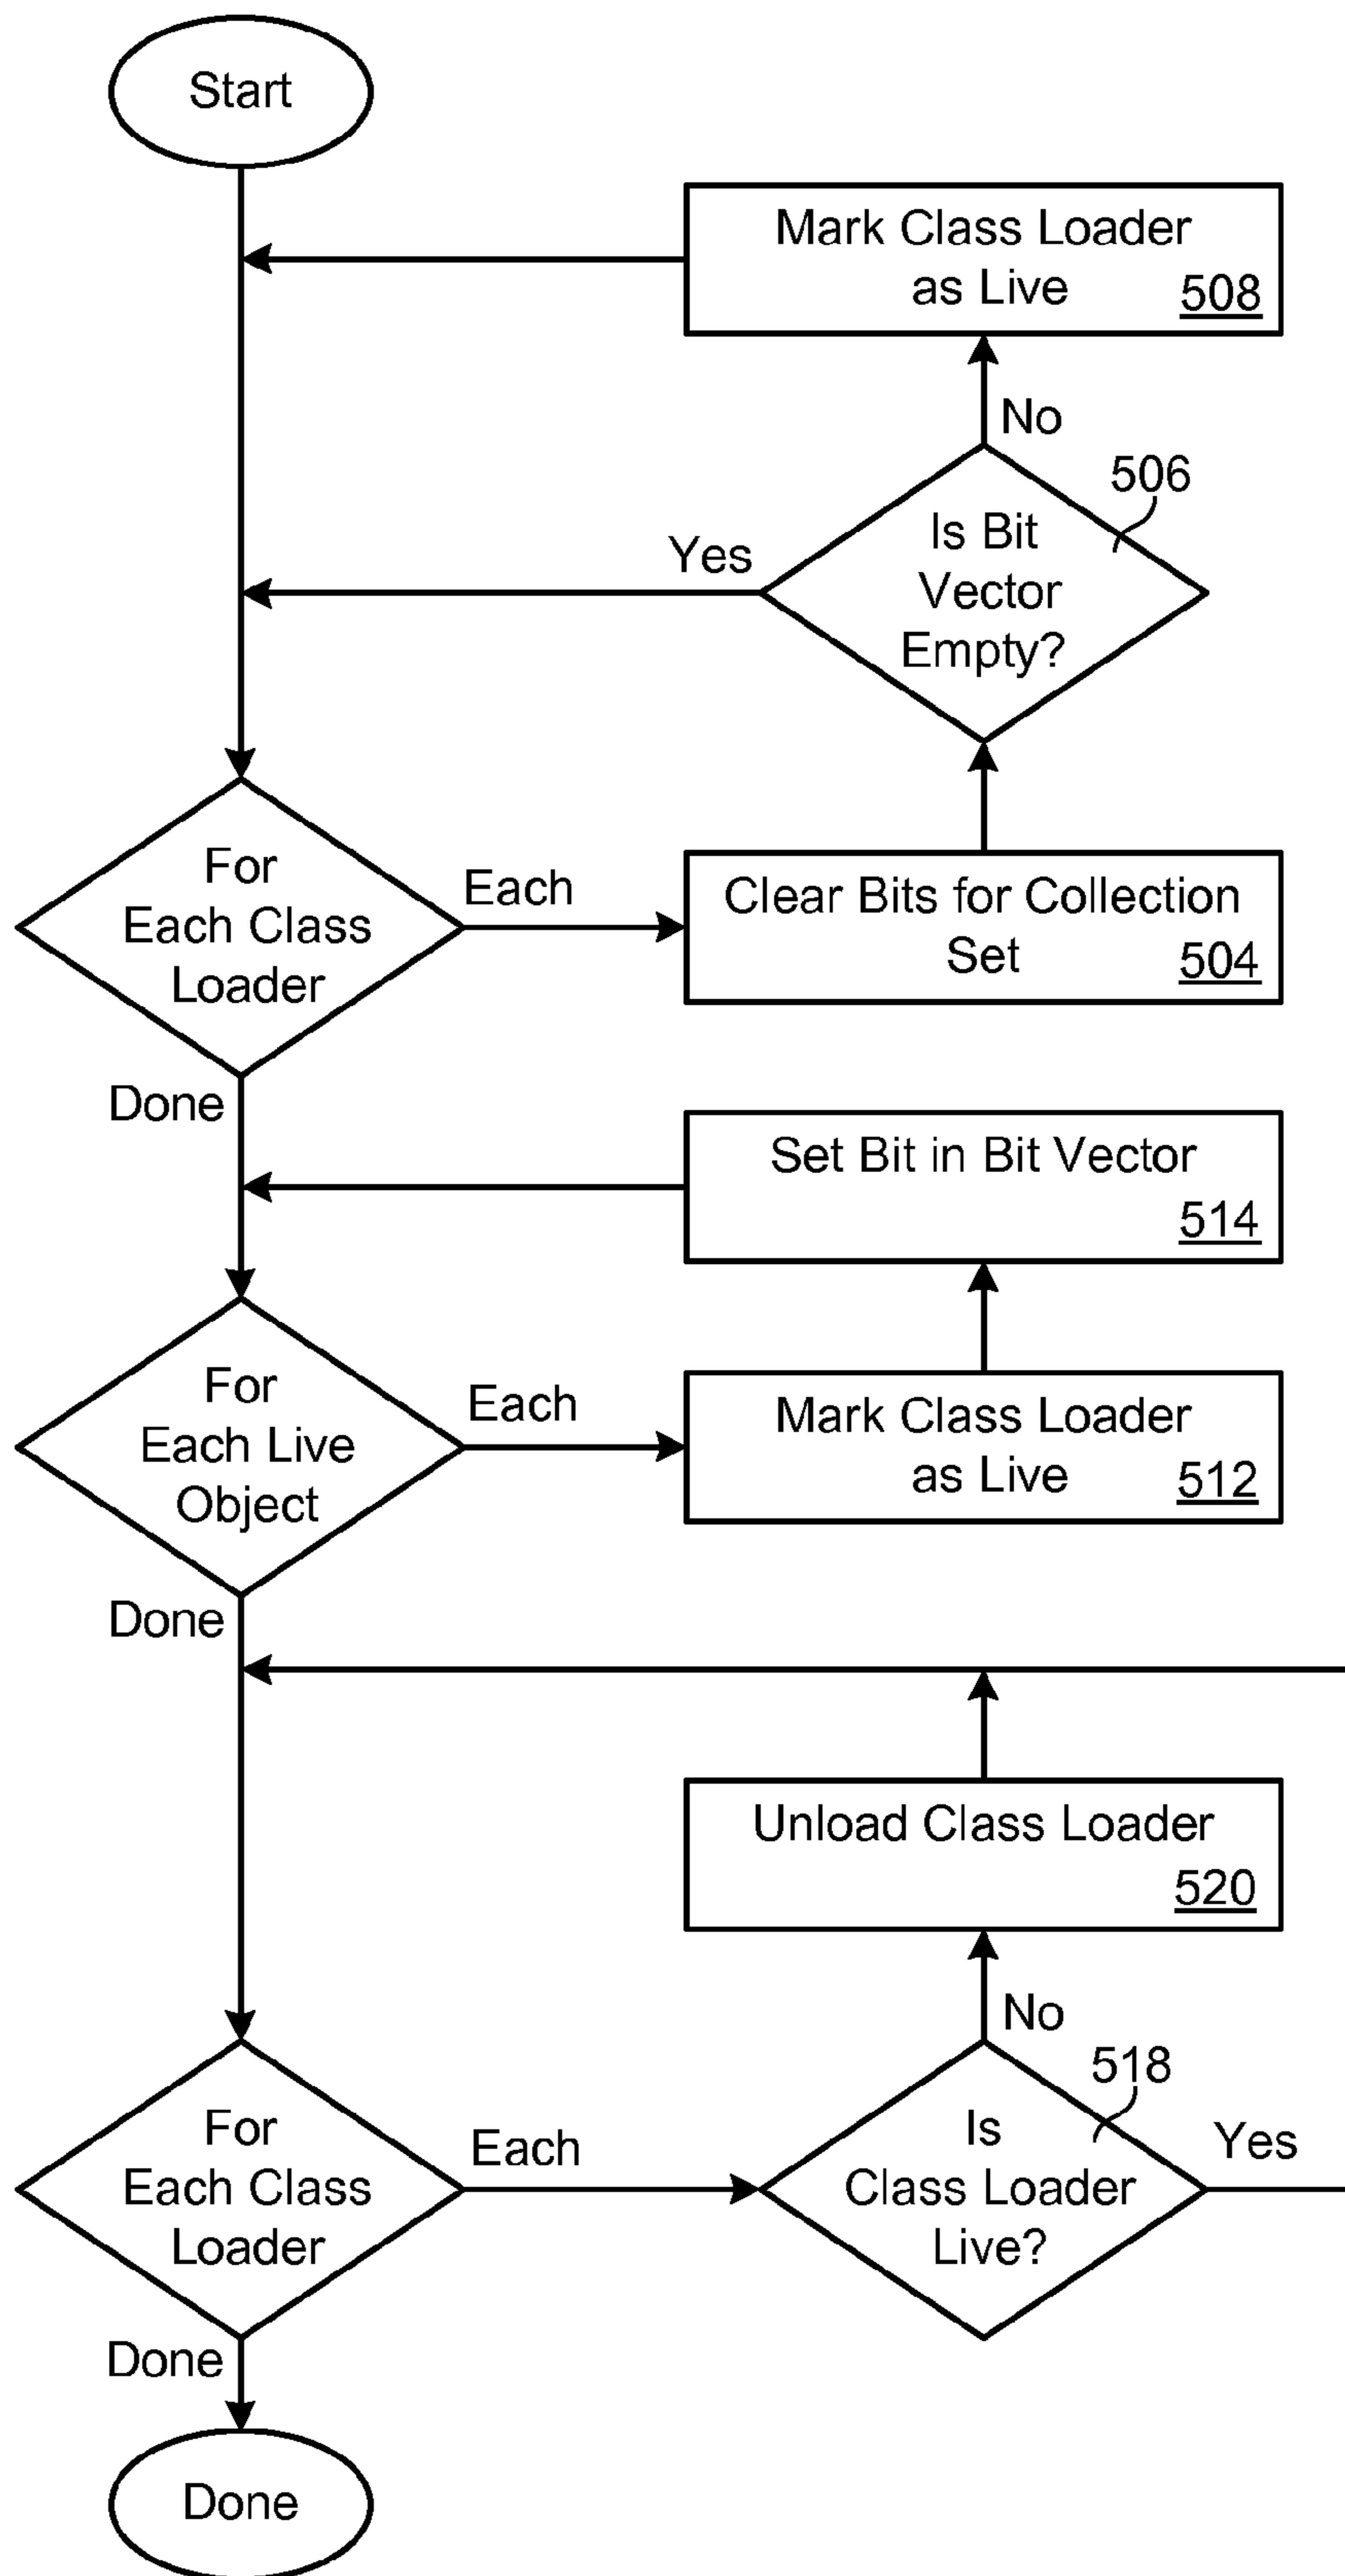 Start
Mark Class Loader
as Live
508
No
506
Is Bit
Vector
Empty?
Yes
For
Each Class
Loader
Each
Clear Bits for Collection
Set
504
Done
Set Bit in Bit Vector
514
For
Each Live
Object
Each
Mark Class Loader
as Live
512
Done
Unload Class Loader
520
No
518
For
Each Class
Loader
Each
Is
Class Loader
Live?
Yes
Done
Done